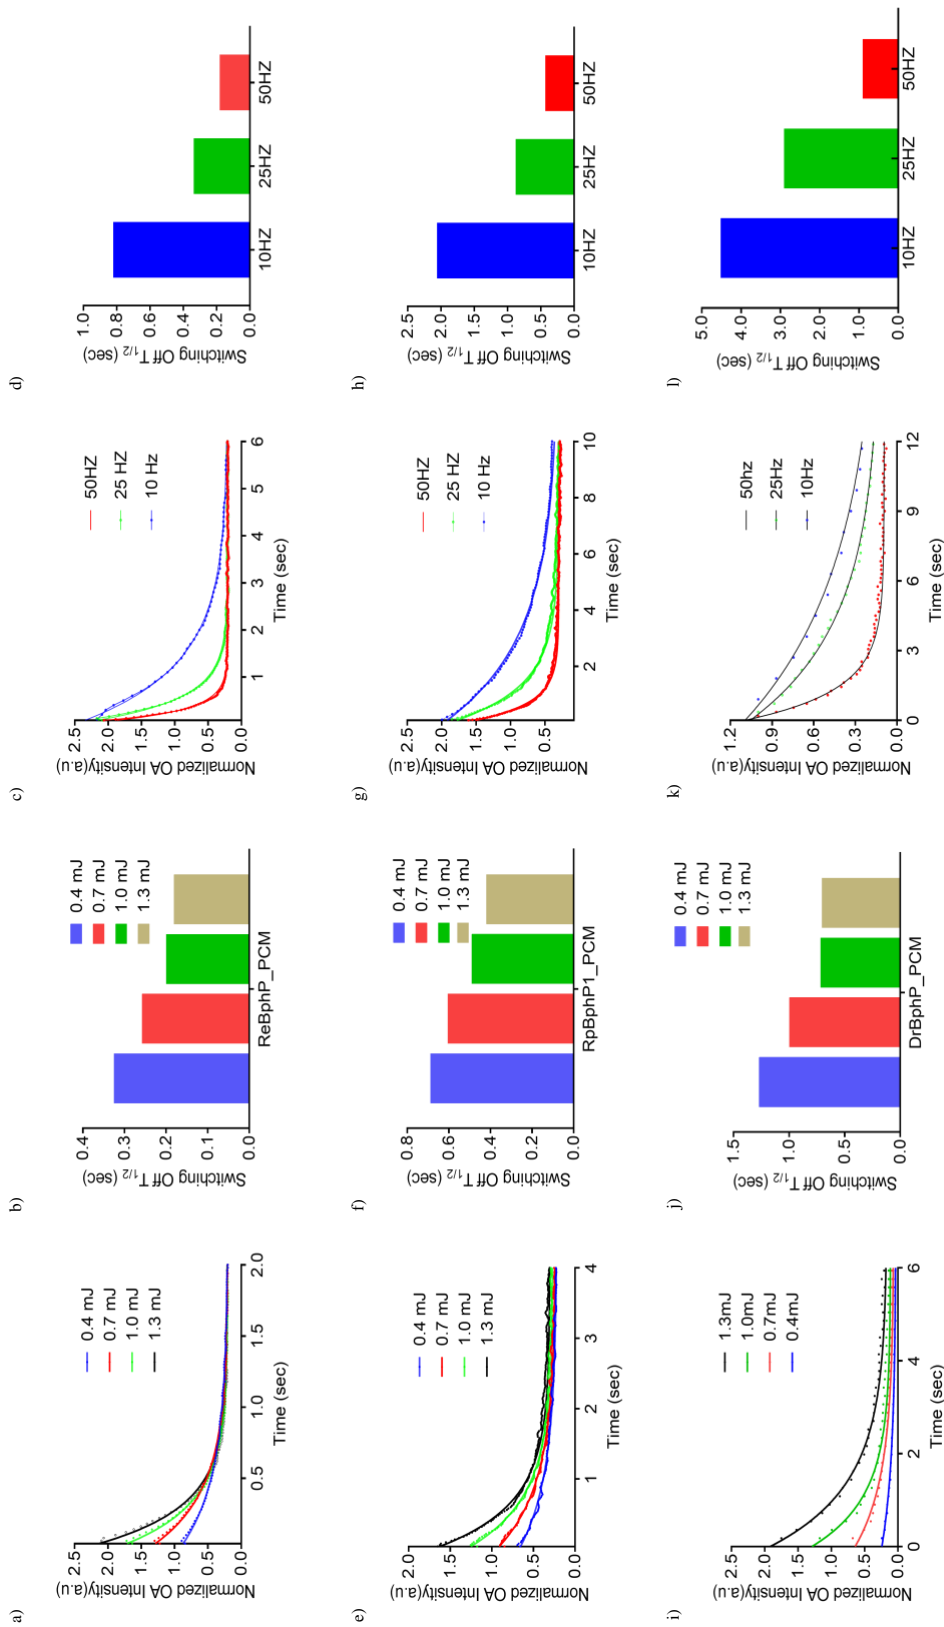 a)
Normalized OA Intensity(a.u)
2.5
2.0
1.5
1.0
0.5
0.0
0.5
1.0
1.5
2.0
Time (sec)
0.4 mJ
0.7 mJ
1.0 mJ
1.3 mJ
b)
Switching Off T1/2 (sec)
0.4
0.3
0.2
0.1
0.0
ReBphP_PCM
0.4 mJ
0.7 mJ
1.0 mJ
1.3 mJ
c)
Normalized OA Intensity(a.u)
2.5
2.0
1.5
1.0
0.5
0.0
1
2
3
4
5
6
Time (sec)
50HZ
25 HZ
10 Hz
d)
Switching Off T1/2 (sec)
1.0
0.8
0.6
0.4
0.2
0.0
10HZ
25HZ
50HZ
e)
Normalized OA Intensity(a.u)
2.0
1.5
1.0
0.5
0.0
1
2
3
4
Time (sec)
0.4 mJ
0.7 mJ
1.0 mJ
1.3 mJ
f)
Switching Off T1/2 (sec)
0.8
0.6
0.4
0.2
0.0
RpBphP1_PCM
0.4 mJ
0.7 mJ
1.0 mJ
1.3 mJ
g)
Normalized OA Intensity(a.u)
2.5
2.0
1.5
1.0
0.5
2
4
6
8
10
Time (sec)
50HZ
25 HZ
10 Hz
h)
Switching Off T1/2 (sec)
2.5
2.0
1.5
1.0
0.5
0.0
10HZ
25HZ
50HZ
i)
Normalized OA Intensity(a.u)
2.5
2.0
1.5
1.0
0.5
0.0
0
2
4
6
Time (sec)
1.3mJ
1.0mJ
0.7mJ
0.4mJ
j)
Switching Off T1/2 (sec)
1.5
1.0
0.5
0.0
DrBphP_PCM
0.4 mJ
0.7 mJ
1.0 mJ
1.3 mJ
k)
Normalized OA Intensity(a.u)
1.2
0.9
0.6
0.3
0.0
0
3
6
9
12
Time (sec)
50hz
25Hz
10Hz
l)
Switching Off T1/2 (sec)
5.0
4.0
3.0
2.0
1.0
0.0
10HZ
25HZ
50HZ